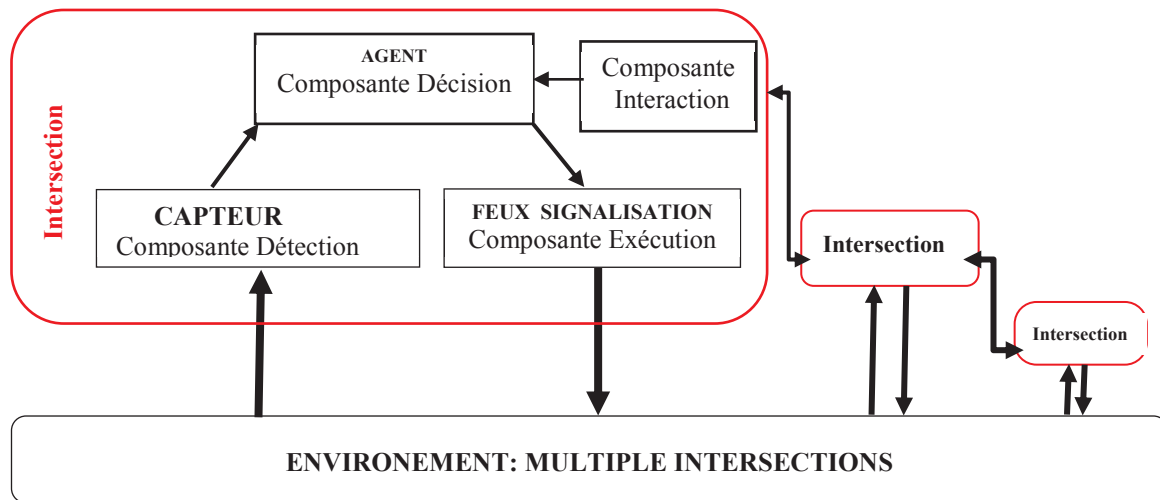 AGENT
Composante Décision
Composante
Interaction
Intersection
CAPTEUR
Composante Détection
FEUX SIGNALISATION
Composante Exécution
Intersection
Intersection
ENVIRONEMENT: MULTIPLE INTERSECTIONS